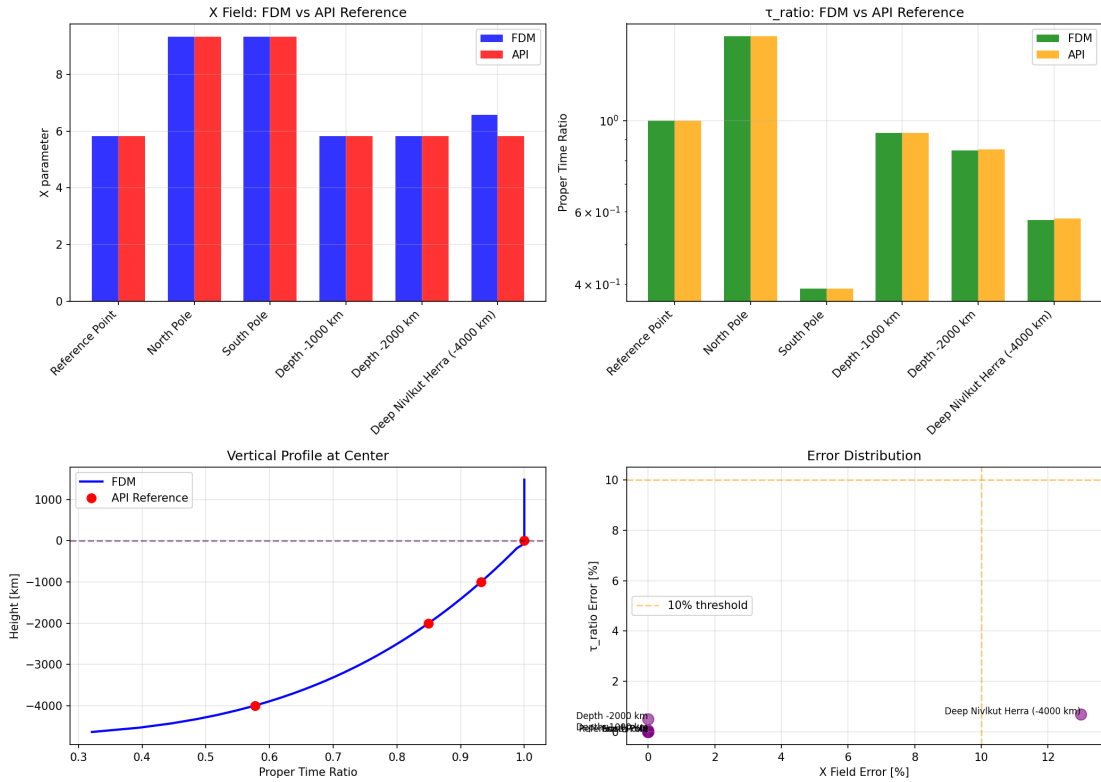 X Field: FDM vs API Reference
FDM
API
X parameter
8
6
4
2
0
Reference Point
North Pole
South Pole
Depth -1000 km
Depth -2000 km
Deep Nivlkut Herra (-4000 km)
τ_ratio: FDM vs API Reference
FDM
API
Proper Time Ratio
10⁰
6 × 10⁻¹
4 × 10⁻¹
Reference Point
North Pole
South Pole
Depth -1000 km
Depth -2000 km
Deep Nivlkut Herra (-4000 km)
Vertical Profile at Center
FDM
API Reference
Height [km]
1000
0
−1000
−2000
−3000
−4000
0.3 0.4 0.5 0.6 0.7 0.8 0.9 1.0
Proper Time Ratio
Error Distribution
10% threshold
τ_ratio Error [%]
10
8
6
4
2
0
Depth -2000 km
Deep Nivlkut Herra (-4000 km)
0 2 4 6 8 10 12
X Field Error [%]